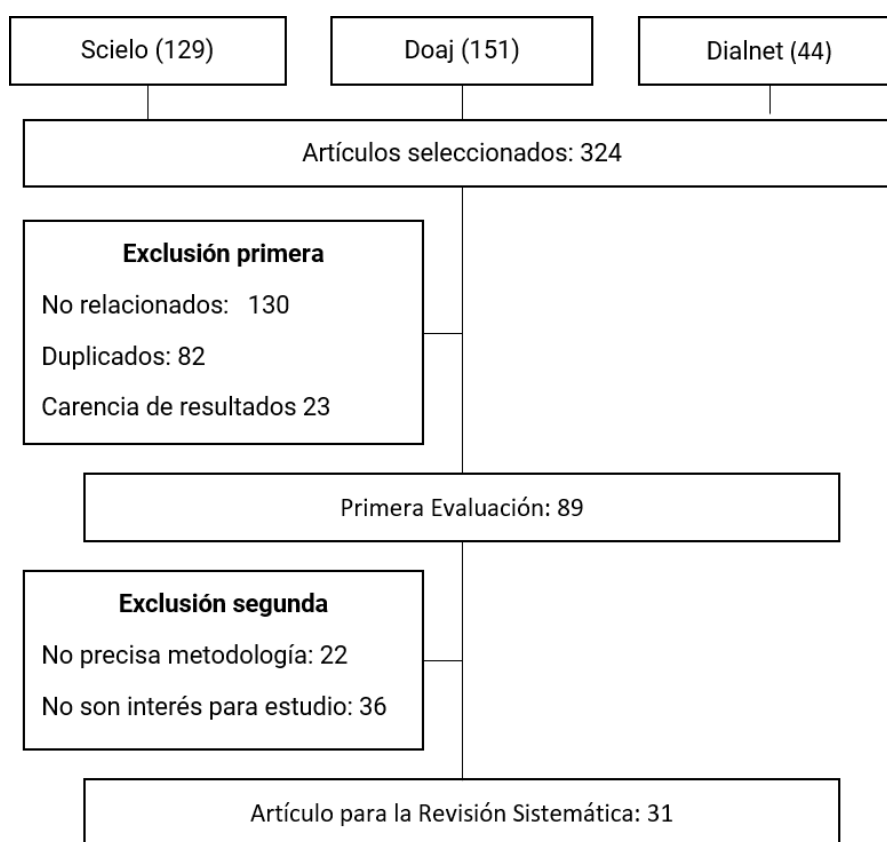 Scielo (129)
Doaj (151)
Dialnet (44)
Artículos seleccionados: 324
Exclusión primera
No relacionados: 130
Duplicados: 82
Carencia de resultados 23
Primera Evaluación: 89
Exclusión segunda
No precisa metodología: 22
No son interés para estudio: 36
Artículo para la Revisión Sistemática: 31